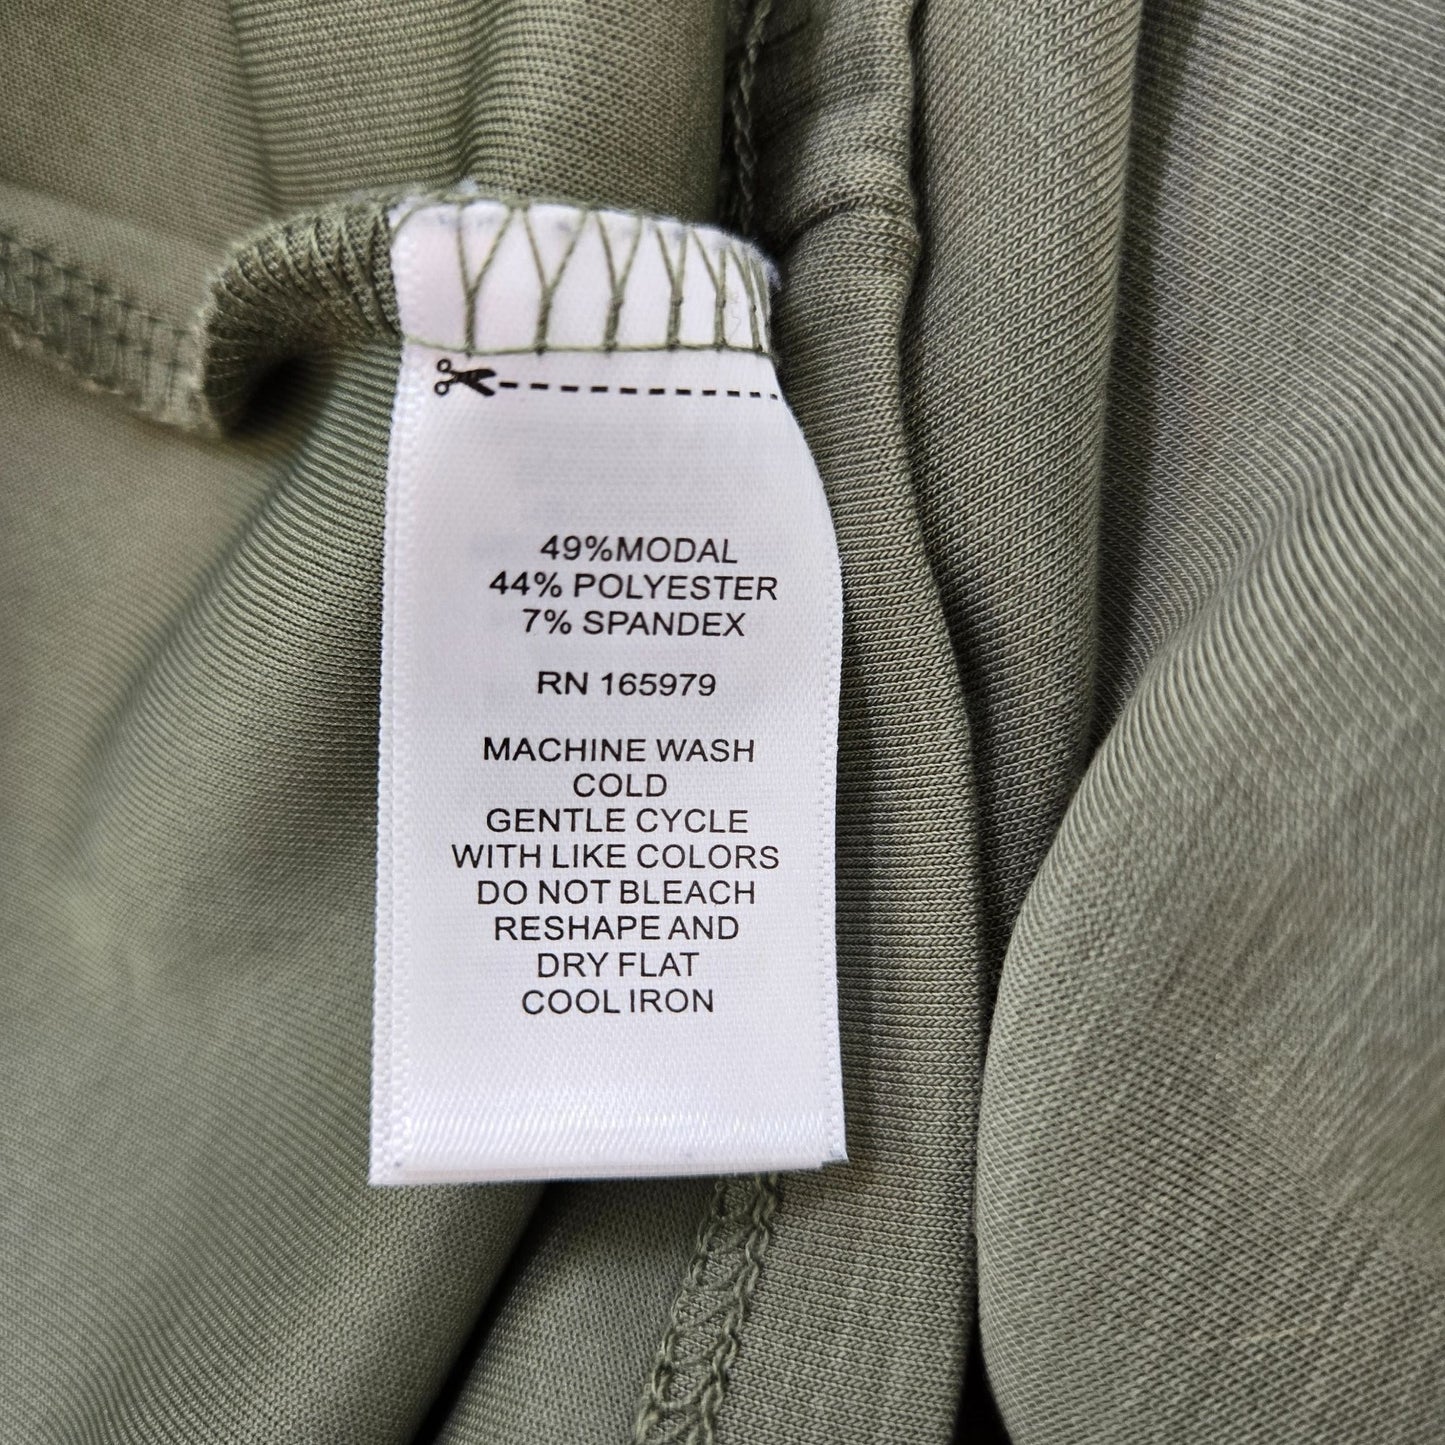 49%MODAL
44% POLYESTER
7% SPANDEX
RN 165979
MACHINE WASH
COLD
GENTLE CYCLE
WITH LIKE COLORS
DO NOT BLEACH
RESHAPE AND
DRY FLAT
COOL IRON